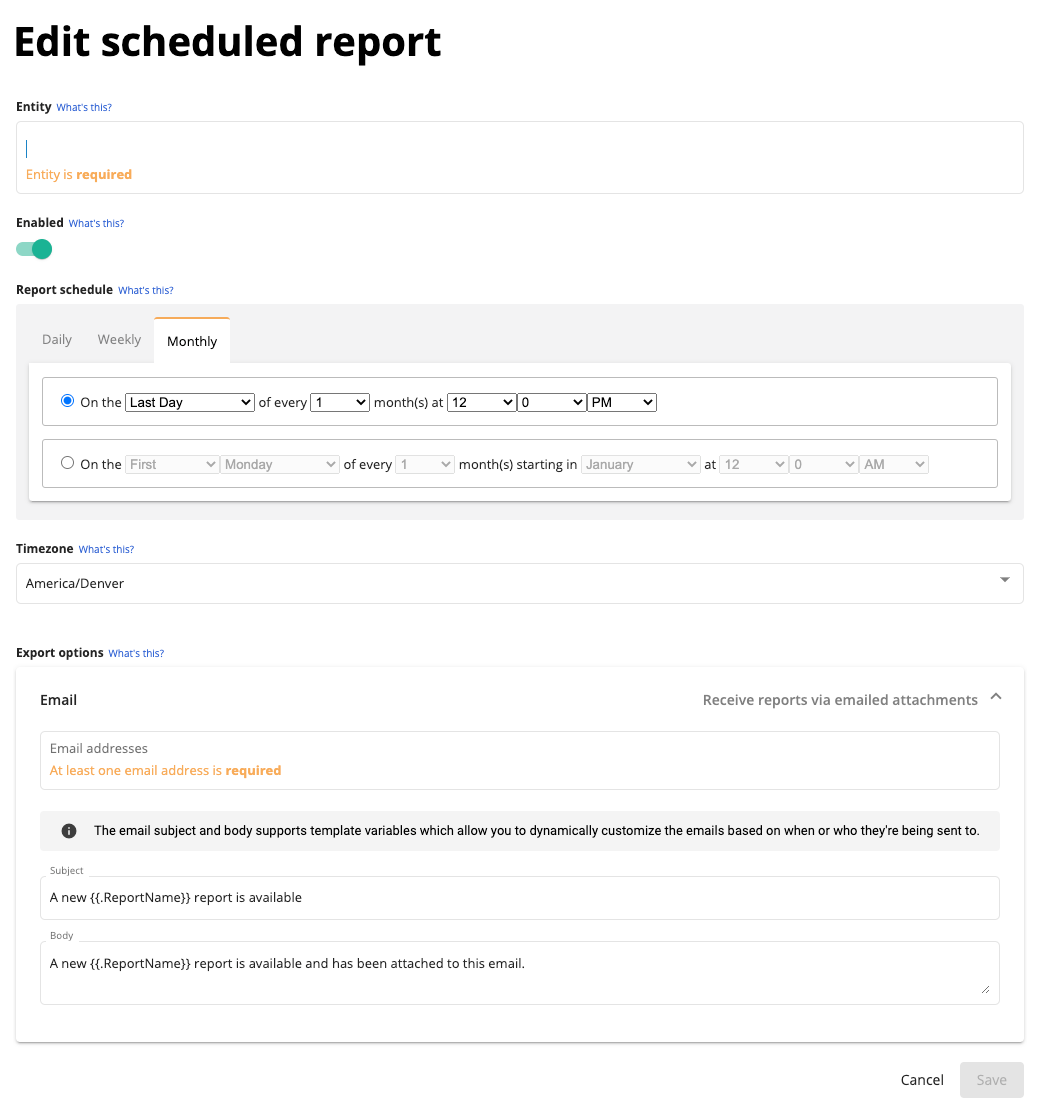 Edit scheduled report
Entity What's this?
Entity is required
Enabled What's this?
Report schedule What's this?
Daily Weekly Monthly
On the Last Day of every 1 month(s) at 12 0 PM
On the First Monday of every 1 month(s) starting in January at 12 0 AM
Timezone What's this?
America/Denver
Export options What's this?
Email Receive reports via emailed attachments
Email addresses
At least one email address is required
The email subject and body supports template variables which allow you to dynamically customize the emails based on when or who they're being sent to.
Subject
A new {{.ReportName}} report is available
Body
A new {{.ReportName}} report is available and has been attached to this email.
Cancel Save